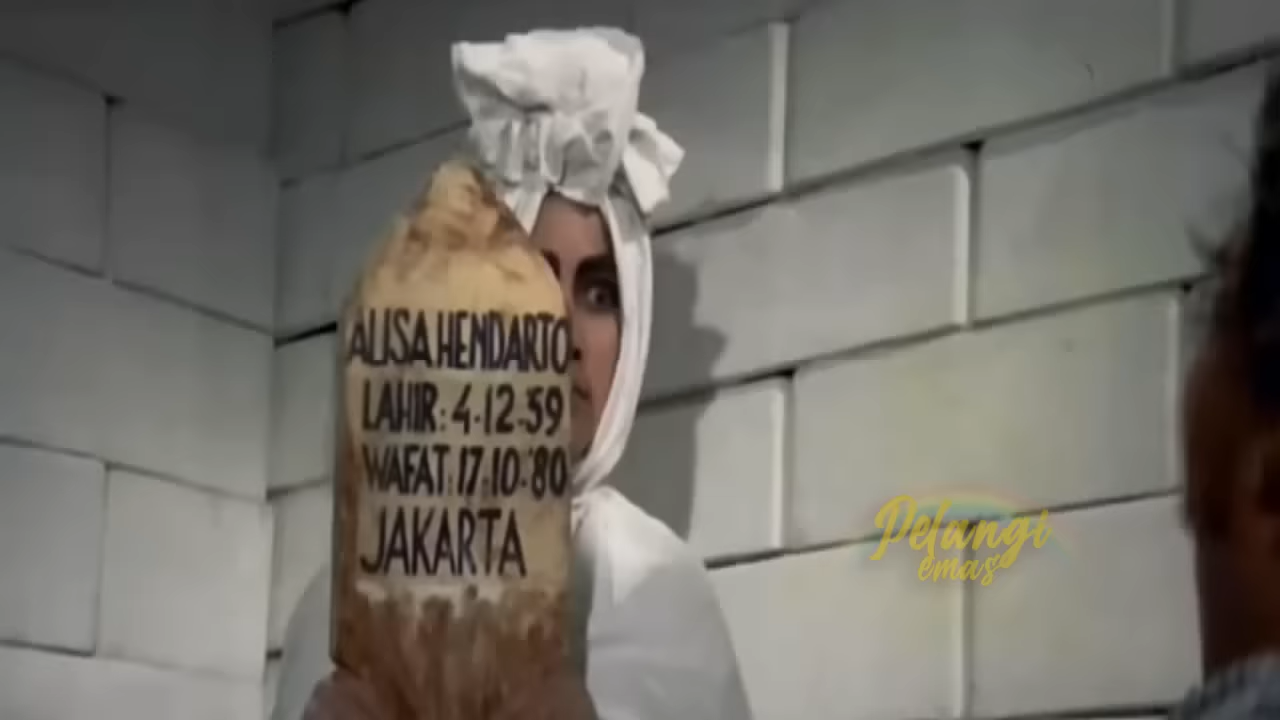 ALISA HENDARTO
LAHIR: 4-12-59
WAFAT: 17-10-80
JAKARTA
Pelangi
emas